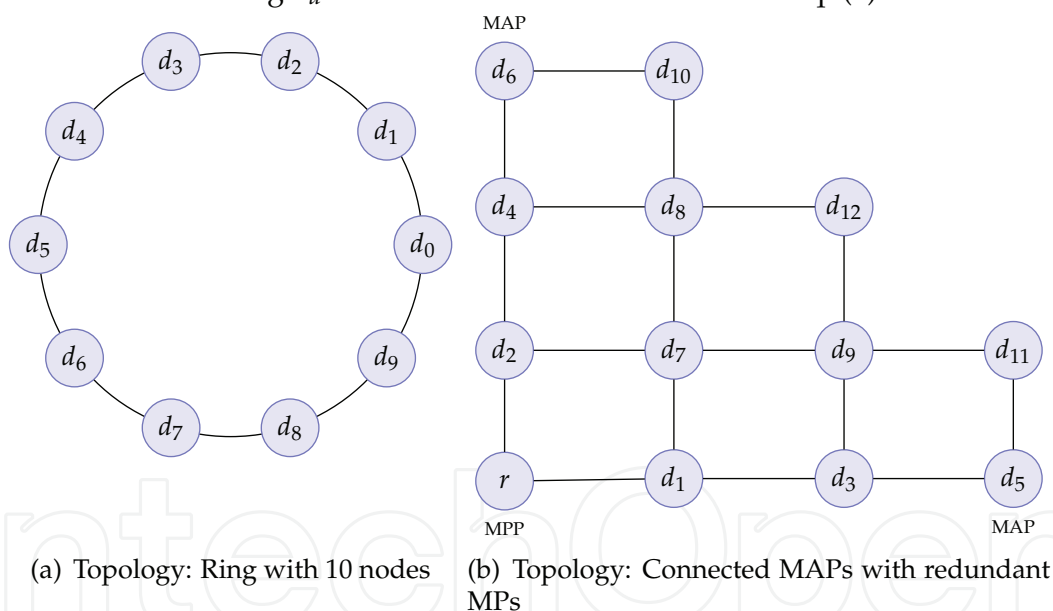 MAP
d3 d2
d6 d10
d4 d1
d4 d8 d12
d5 d0
d2 d7 d9 d11
d6 d9
d7 d8
r d1 d3 d5
MPP MAP
ntechOpen
(a) Topology: Ring with 10 nodes
(b) Topology: Connected MAPs with redundant
MPs